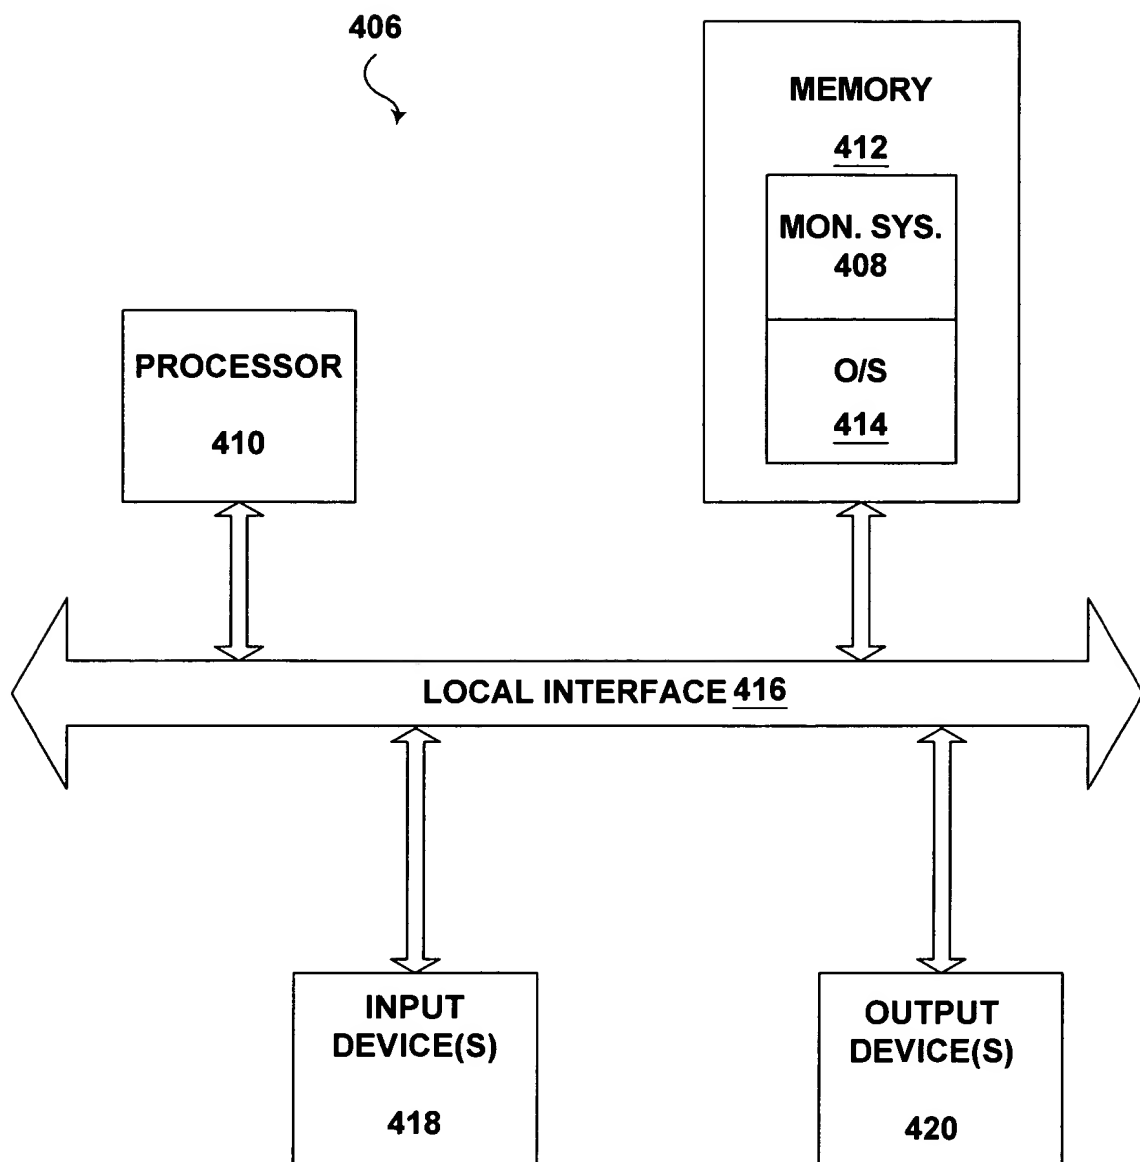 406
MEMORY
412
MON. SYS.
408
O/S
414
PROCESSOR
410
LOCAL INTERFACE 416
INPUT
DEVICE(S)
418
OUTPUT
DEVICE(S)
420